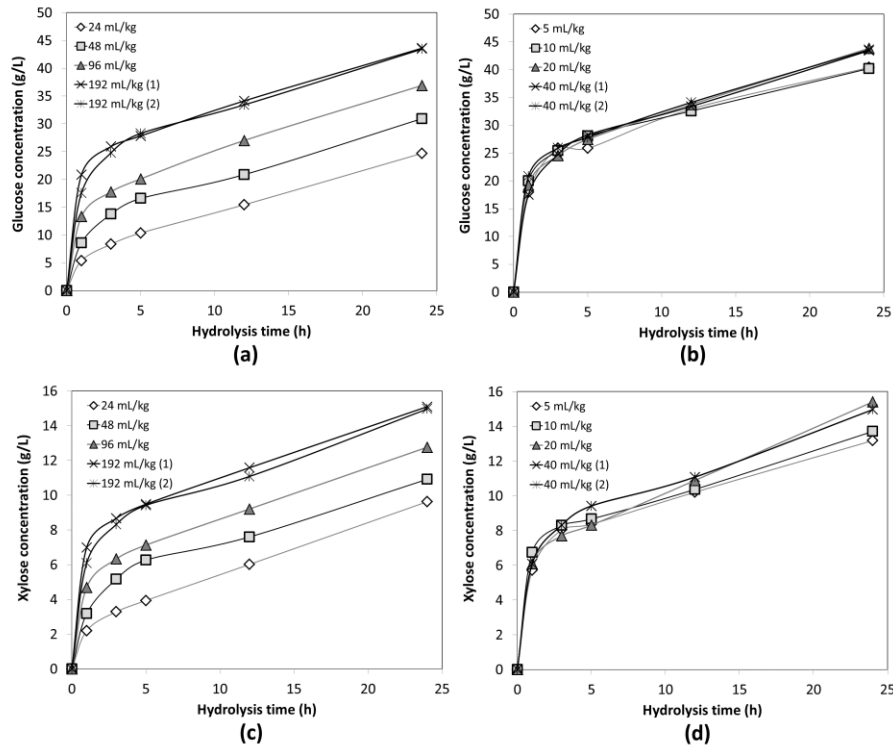 Glucose concentration (g/L)
50
45
40
35
30
25
20
15
10
5
0
24 mL/kg
48 mL/kg
96 mL/kg
192 mL/kg (1)
192 mL/kg (2)
0 5 10 15 20 25
Hydrolysis time (h)
(a)
Glucose concentration (g/L)
50
45
40
35
30
25
20
15
10
5
0
5 mL/kg
10 mL/kg
20 mL/kg
40 mL/kg (1)
40 mL/kg (2)
0 5 10 15 20 25
Hydrolysis time (h)
(b)
Xylose concentration (g/L)
16
14
12
10
8
6
4
2
0
24 mL/kg
48 mL/kg
96 mL/kg
192 mL/kg (1)
192 mL/kg (2)
0 5 10 15 20 25
Hydrolysis time (h)
(c)
Xylose concentration (g/L)
16
14
12
10
8
6
4
2
0
5 mL/kg
10 mL/kg
20 mL/kg
40 mL/kg (1)
40 mL/kg (2)
0 5 10 15 20 25
Hydrolysis time (h)
(d)